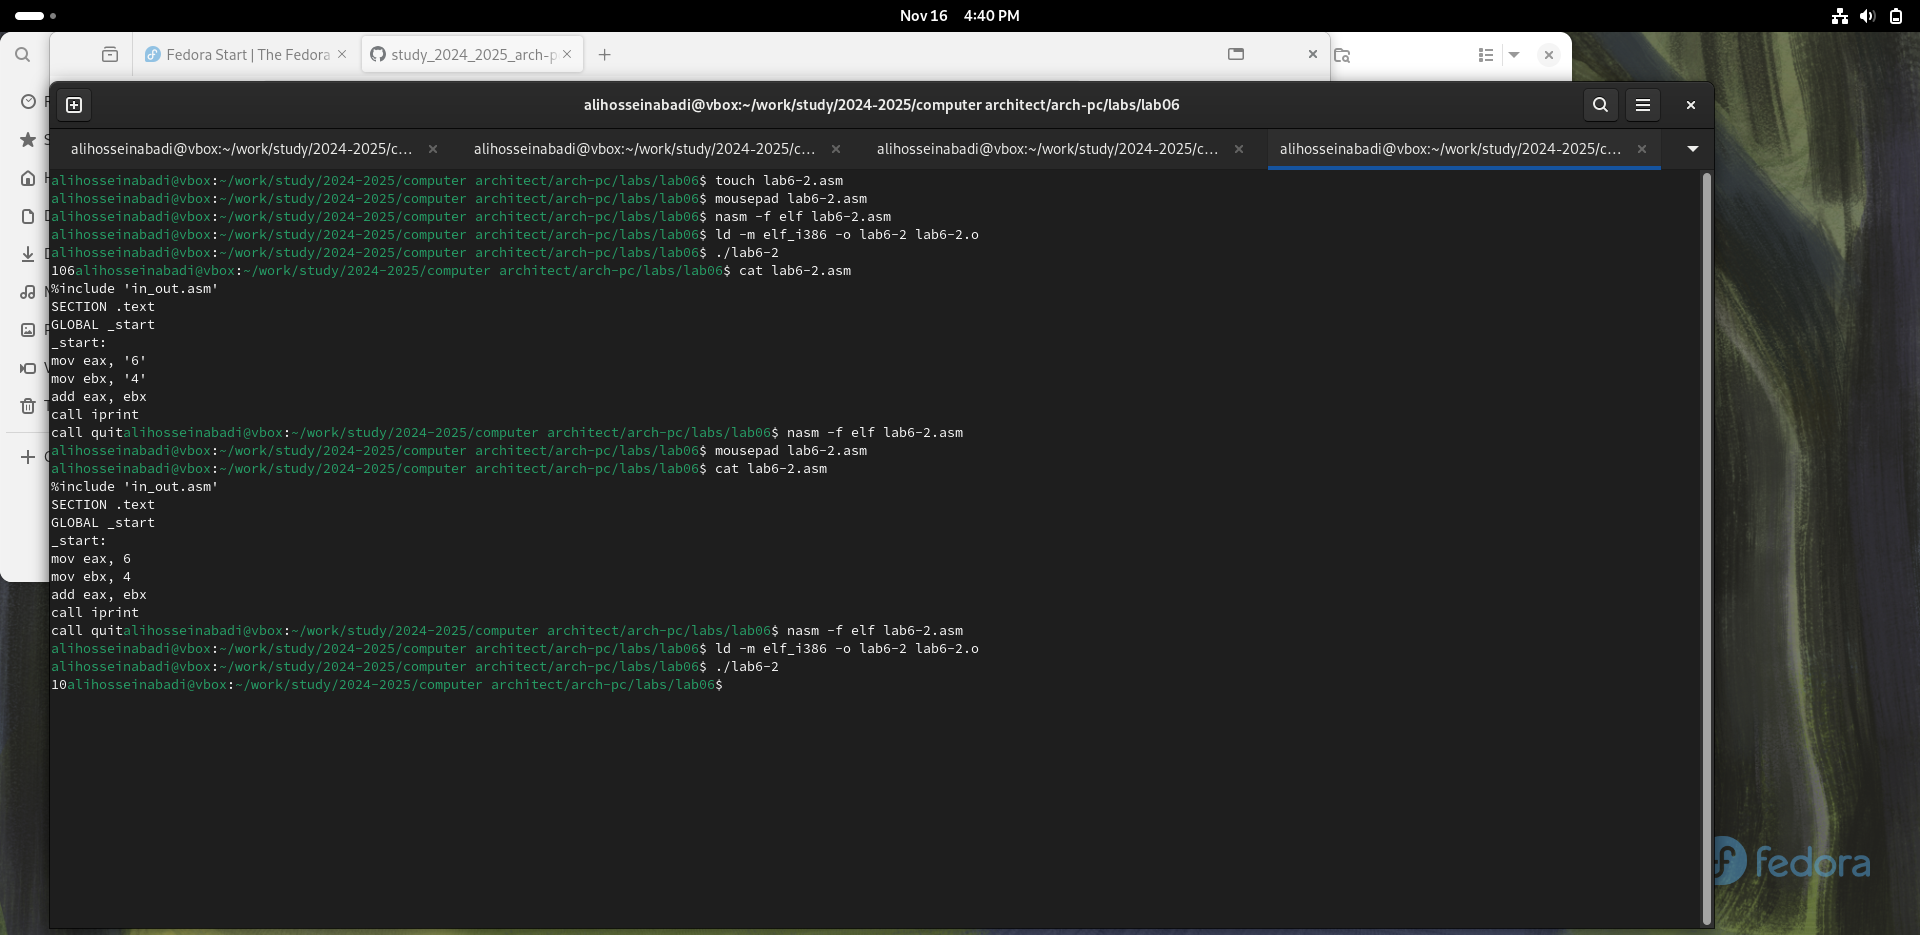 Nov 16 4:40 PM
Fedora Start | The Fedora
study_2024_2025_arch-p
alihosseinabadi@vbox:~/work/study/2024-2025/computer architect/arch-pc/labs/lab06
alihosseinabadi@vbox:~/work/study/2024-2025/c... alihosseinabadi@vbox:~/work/study/2024-2025/c... alihosseinabadi@vbox:~/work/study/2024-2025/c... alihosseinabadi@vbox:~/work/study/2024-2025/c...
alihosseinabadi@vbox:~/work/study/2024-2025/computer architect/arch-pc/labs/lab06$ touch lab6-2.asm
alihosseinabadi@vbox:~/work/study/2024-2025/computer architect/arch-pc/labs/lab06$ mousepad lab6-2.asm
alihosseinabadi@vbox:~/work/study/2024-2025/computer architect/arch-pc/labs/lab06$ nasm -f elf lab6-2.asm
alihosseinabadi@vbox:~/work/study/2024-2025/computer architect/arch-pc/labs/lab06$ ld -m elf_i386 -o lab6-2 lab6-2.o
alihosseinabadi@vbox:~/work/study/2024-2025/computer architect/arch-pc/labs/lab06$ ./lab6-2
106alihosseinabadi@vbox:~/work/study/2024-2025/computer architect/arch-pc/labs/lab06$ cat lab6-2.asm
%include 'in_out.asm'
SECTION .text
GLOBAL _start
_start:
mov eax, '6'
mov ebx, '4'
add eax, ebx
call iprint
call quitalihosseinabadi@vbox:~/work/study/2024-2025/computer architect/arch-pc/labs/lab06$ nasm -f elf lab6-2.asm
alihosseinabadi@vbox:~/work/study/2024-2025/computer architect/arch-pc/labs/lab06$ mousepad lab6-2.asm
alihosseinabadi@vbox:~/work/study/2024-2025/computer architect/arch-pc/labs/lab06$ cat lab6-2.asm
%include 'in_out.asm'
SECTION .text
GLOBAL _start
_start:
mov eax, 6
mov ebx, 4
add eax, ebx
call iprint
call quitalihosseinabadi@vbox:~/work/study/2024-2025/computer architect/arch-pc/labs/lab06$ nasm -f elf lab6-2.asm
alihosseinabadi@vbox:~/work/study/2024-2025/computer architect/arch-pc/labs/lab06$ ld -m elf_i386 -o lab6-2 lab6-2.o
alihosseinabadi@vbox:~/work/study/2024-2025/computer architect/arch-pc/labs/lab06$ ./lab6-2
10alihosseinabadi@vbox:~/work/study/2024-2025/computer architect/arch-pc/labs/lab06$
fedora